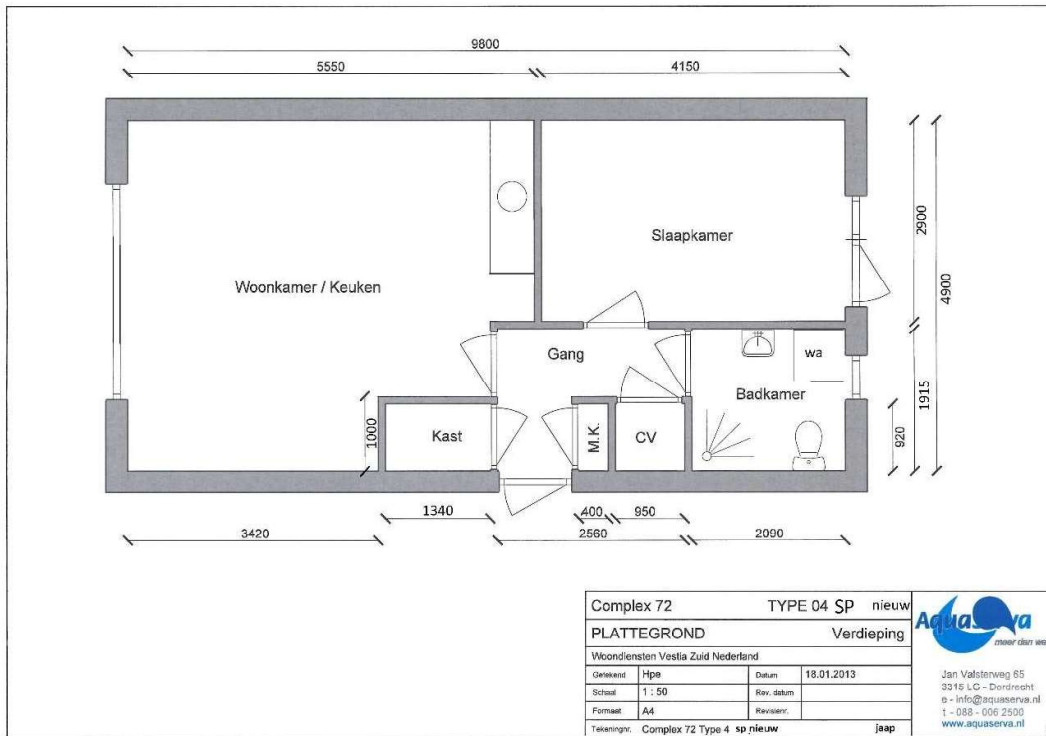 9800
5550 4150
Slaapkamer
2900
4900
Woonkamer / Keuken
Gang
wa
Badkamer
1915
1000
Kast
M.K.
CV
920
1340
400
950
3420
2560
2090
Complex 72 TYPE 04 SP nieuw
PLATTEGROND Verdieping
Woondiensten Vestia Zuid Nederland
Getekend Hpe Datum 18.01.2013
Schaal 1 : 50 Rev. datum
Formaat A4 Revisienr.
Tekeningnr. Complex 72 Type 4 sp nieuw jaap
Aquaserva
meer dan
Jan Valsterweg 65
3315 LG - Dordrecht
e - info@aquaserva.nl
t - 088 - 006 2500
www.aquaserva.nl